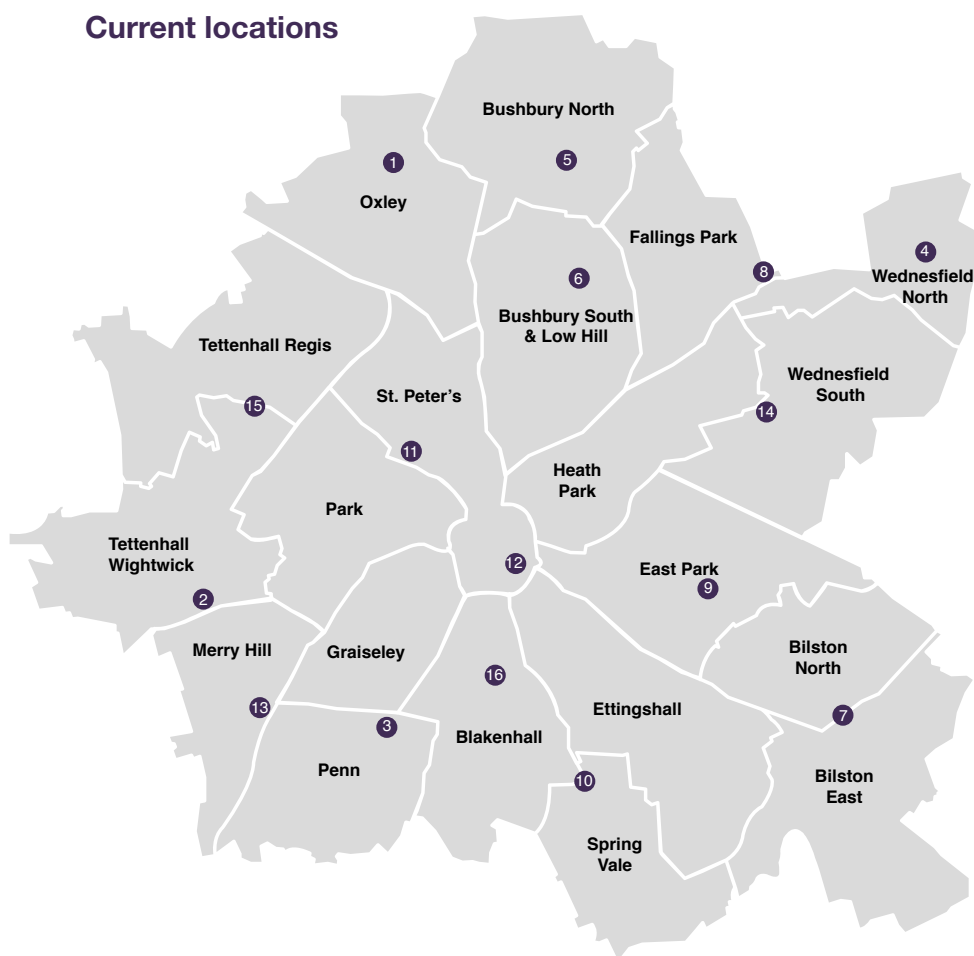 Current locations
Bushbury North
1
5
Oxley
Fallings Park
4
8
Wednesfield
North
6
Bushbury South
& Low Hill
Tettenhall Regis
Wednesfield
South
St. Peter's
15
14
11
Heath
Park
Park
Tettenhall
Wightwick
12
East Park
9
2
Merry Hill
Graiseley
Bilston
North
16
13
Ettingshall
7
3
Blakenhall
Penn
10
Bilston
East
Spring
Vale